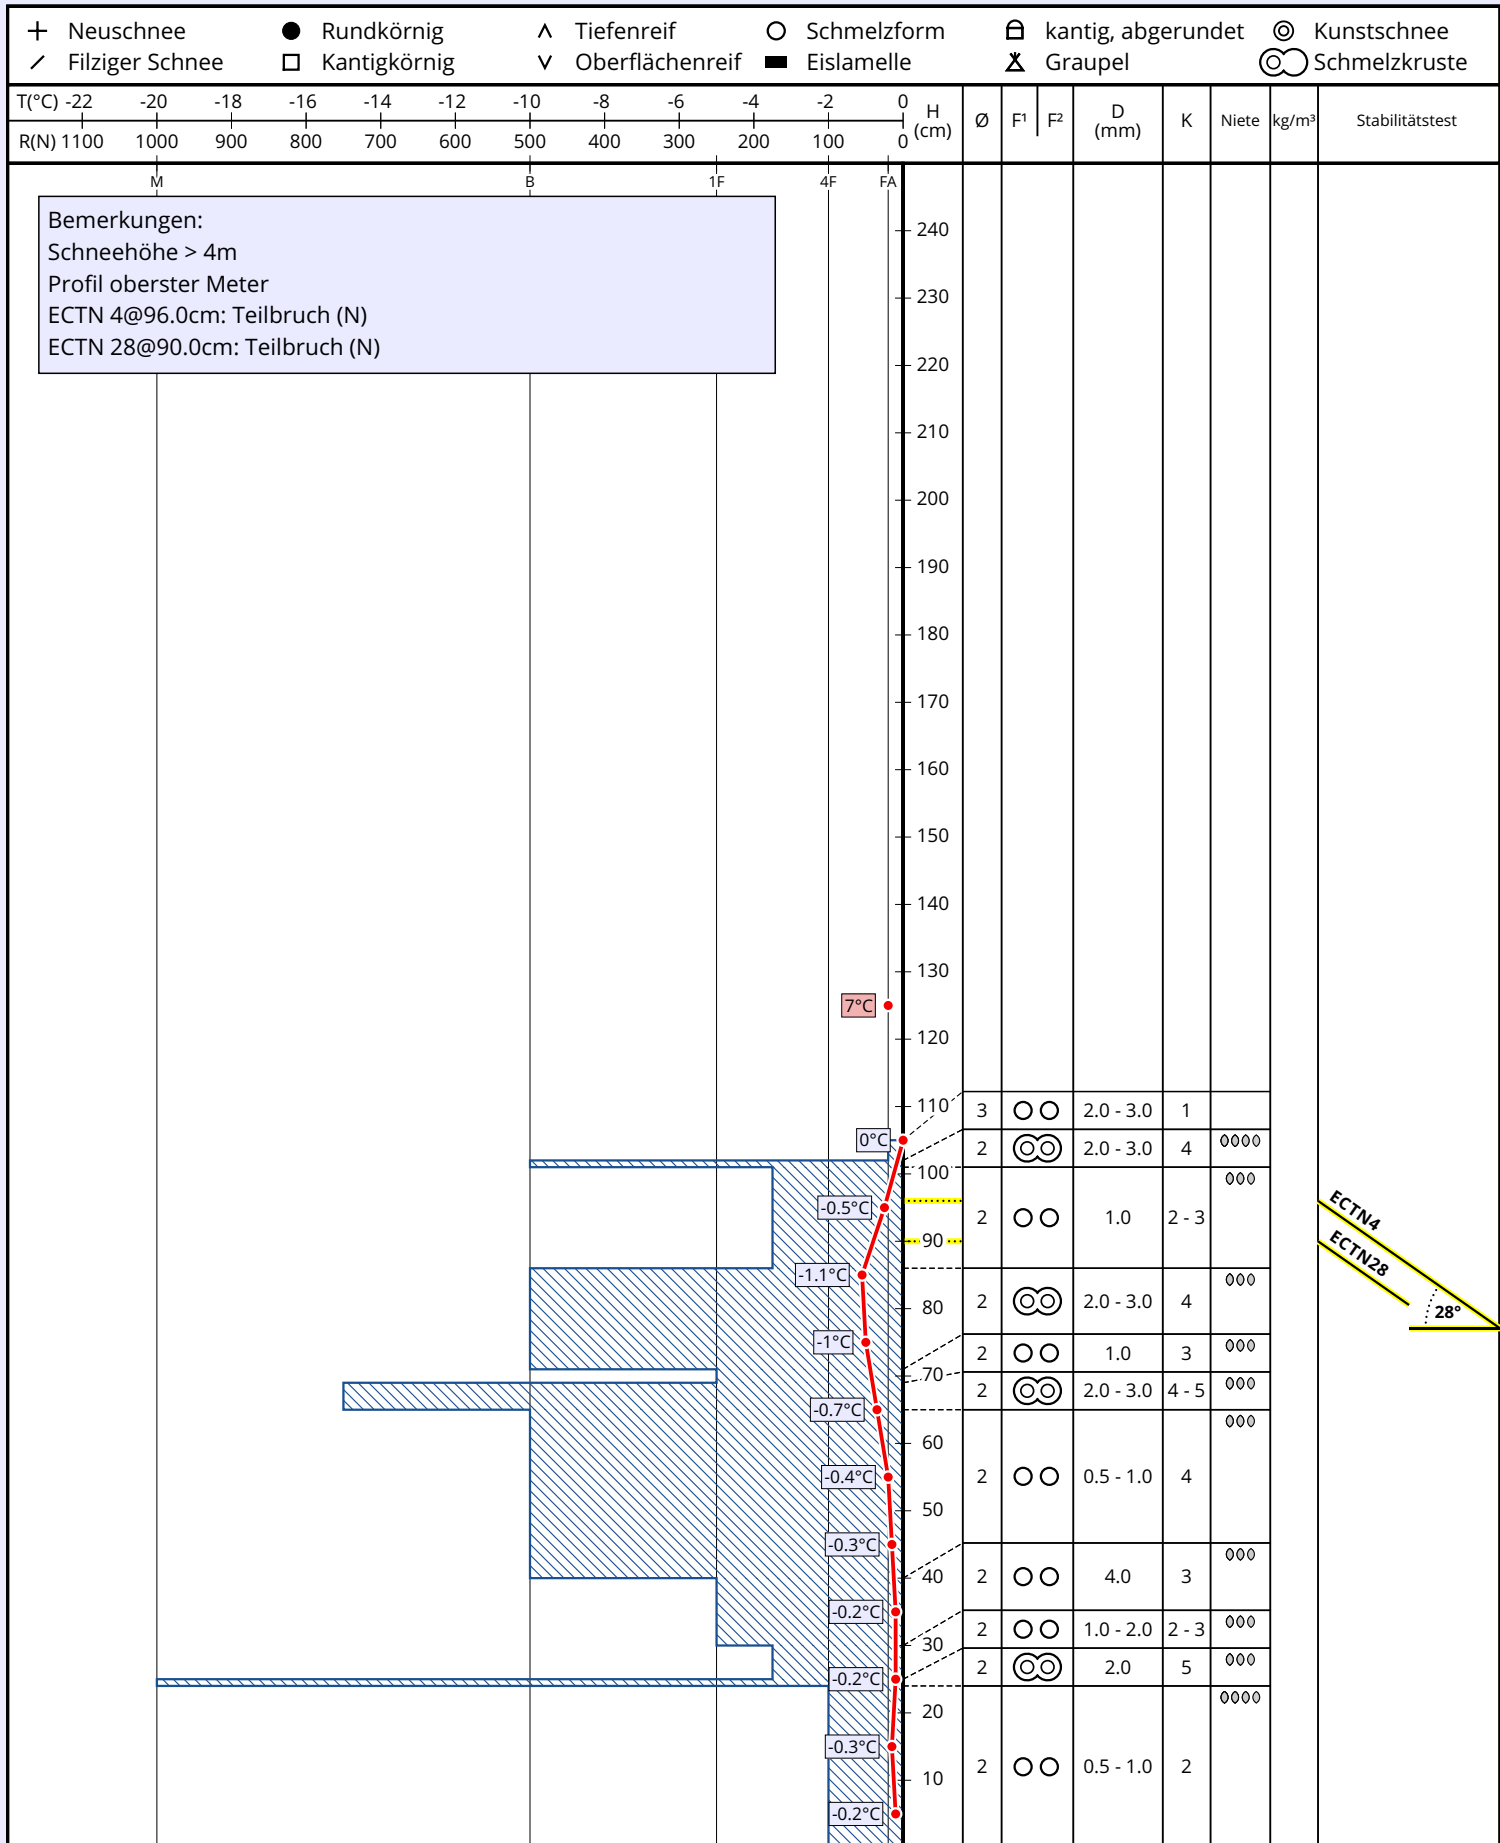 Neuschnee Rundkörnig Tiefenreif Schmelzform kantig, abgerundet Kunstschnee
Filziger Schnee Kantigkörnig Oberflächenreif Eislamelle Graupel Schmelzkruste
T(°C) -22 -20 -18 -16 -14 -12 -10 -8 -6 -4 -2 0
R(N) 1100 1000 900 800 700 600 500 400 300 200 100 0
H (cm) Ø F¹ F² D (mm) K Niete kg/m³ Stabilitätstest
M B 1F 4F FA
Bemerkungen:
Schneehöhe > 4m
Profil oberster Meter
ECTN 4@96.0cm: Teilbruch (N)
ECTN 28@90.0cm: Teilbruch (N)
240
230
220
210
200
190
180
170
160
150
140
130
7°C
120
110 3 2.0 - 3.0 1
0°C 2 2.0 - 3.0 4
100
-0.5°C 2 1.0 2 - 3 ECTN4
90 ECTN28
-1.1°C
80 2 2.0 - 3.0 4 28°
-1°C 2 1.0 3
70 2 2.0 - 3.0 4 - 5
-0.7°C
60
-0.4°C 2 0.5 - 1.0 4
50
-0.3°C
40 2 4.0 3
-0.2°C
30 2 1.0 - 2.0 2 - 3
-0.2°C 2 2.0 5
20
-0.3°C 2 0.5 - 1.0 2
10
-0.2°C